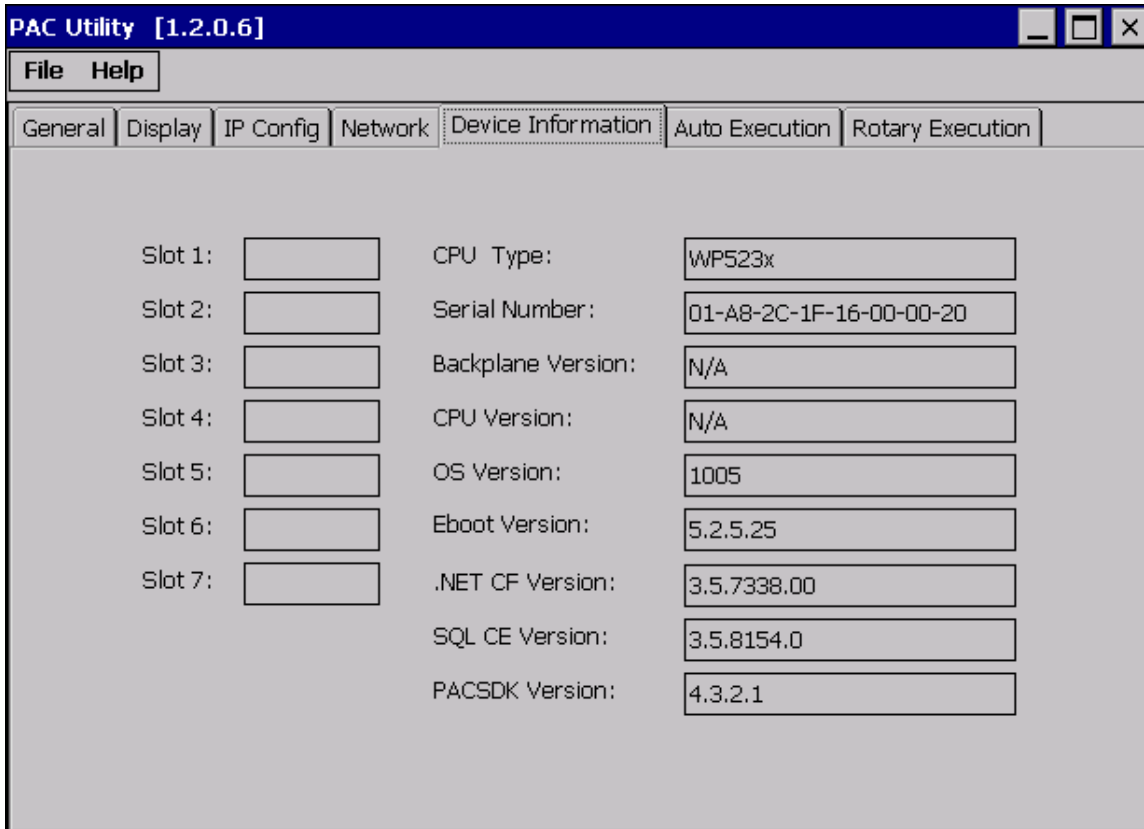 PAC Utility [1.2.0.6]
File Help
General Display IP Config Network Device Information Auto Execution Rotary Execution
Slot 1: CPU Type: WP523x
Slot 2: Serial Number: 01-A8-2C-1F-16-00-00-20
Slot 3: Backplane Version: N/A
Slot 4: CPU Version: N/A
Slot 5: OS Version: 1005
Slot 6: Eboot Version: 5.2.5.25
Slot 7: .NET CF Version: 3.5.7338.00
SQL CE Version: 3.5.8154.0
PACSDK Version: 4.3.2.1